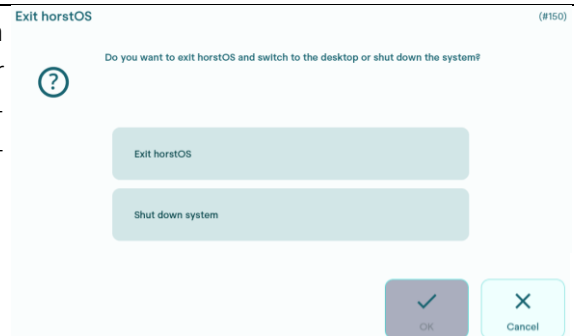 Exit horstOS (#150)
Do you want to exit horstOS and switch to the desktop or shut down the system?
?
Exit horstOS
Shut down system
OK Cancel